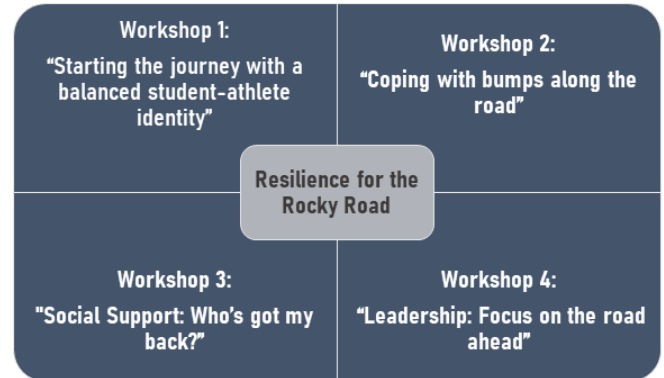 Workshop 1:
“Starting the journey with a
balanced student-athlete
identity”
Workshop 2:
“Coping with bumps along the
road”
Resilience for the
Rocky Road
Workshop 3:
"Social Support: Who’s got my
back?”
Workshop 4:
“Leadership: Focus on the road
ahead”